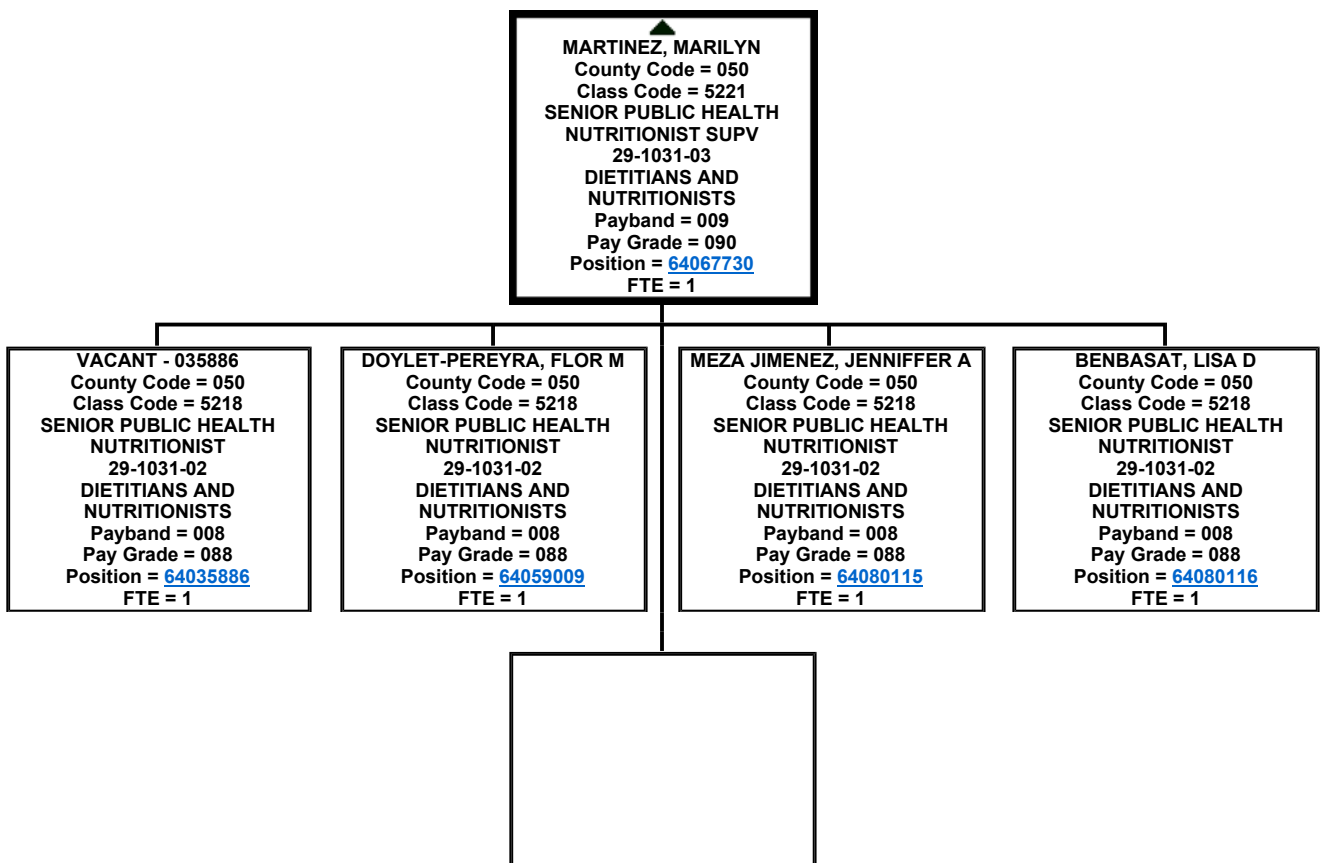 MARTINEZ, MARILYN
County Code = 050
Class Code = 5221
SENIOR PUBLIC HEALTH
NUTRITIONIST SUPV
29-1031-03
DIETITIANS AND
NUTRITIONISTS
Payband = 009
Pay Grade = 090
Position = 64067730
FTE = 1
VACANT - 035886
County Code = 050
Class Code = 5218
SENIOR PUBLIC HEALTH
NUTRITIONIST
29-1031-02
DIETITIANS AND
NUTRITIONISTS
Payband = 008
Pay Grade = 088
Position = 64035886
FTE = 1
DOYLET-PEREYRA, FLOR M
County Code = 050
Class Code = 5218
SENIOR PUBLIC HEALTH
NUTRITIONIST
29-1031-02
DIETITIANS AND
NUTRITIONISTS
Payband = 008
Pay Grade = 088
Position = 64059009
FTE = 1
MEZA JIMENEZ, JENNIFFER A
County Code = 050
Class Code = 5218
SENIOR PUBLIC HEALTH
NUTRITIONIST
29-1031-02
DIETITIANS AND
NUTRITIONISTS
Payband = 008
Pay Grade = 088
Position = 64080115
FTE = 1
BENBASAT, LISA D
County Code = 050
Class Code = 5218
SENIOR PUBLIC HEALTH
NUTRITIONIST
29-1031-02
DIETITIANS AND
NUTRITIONISTS
Payband = 008
Pay Grade = 088
Position = 64080116
FTE = 1